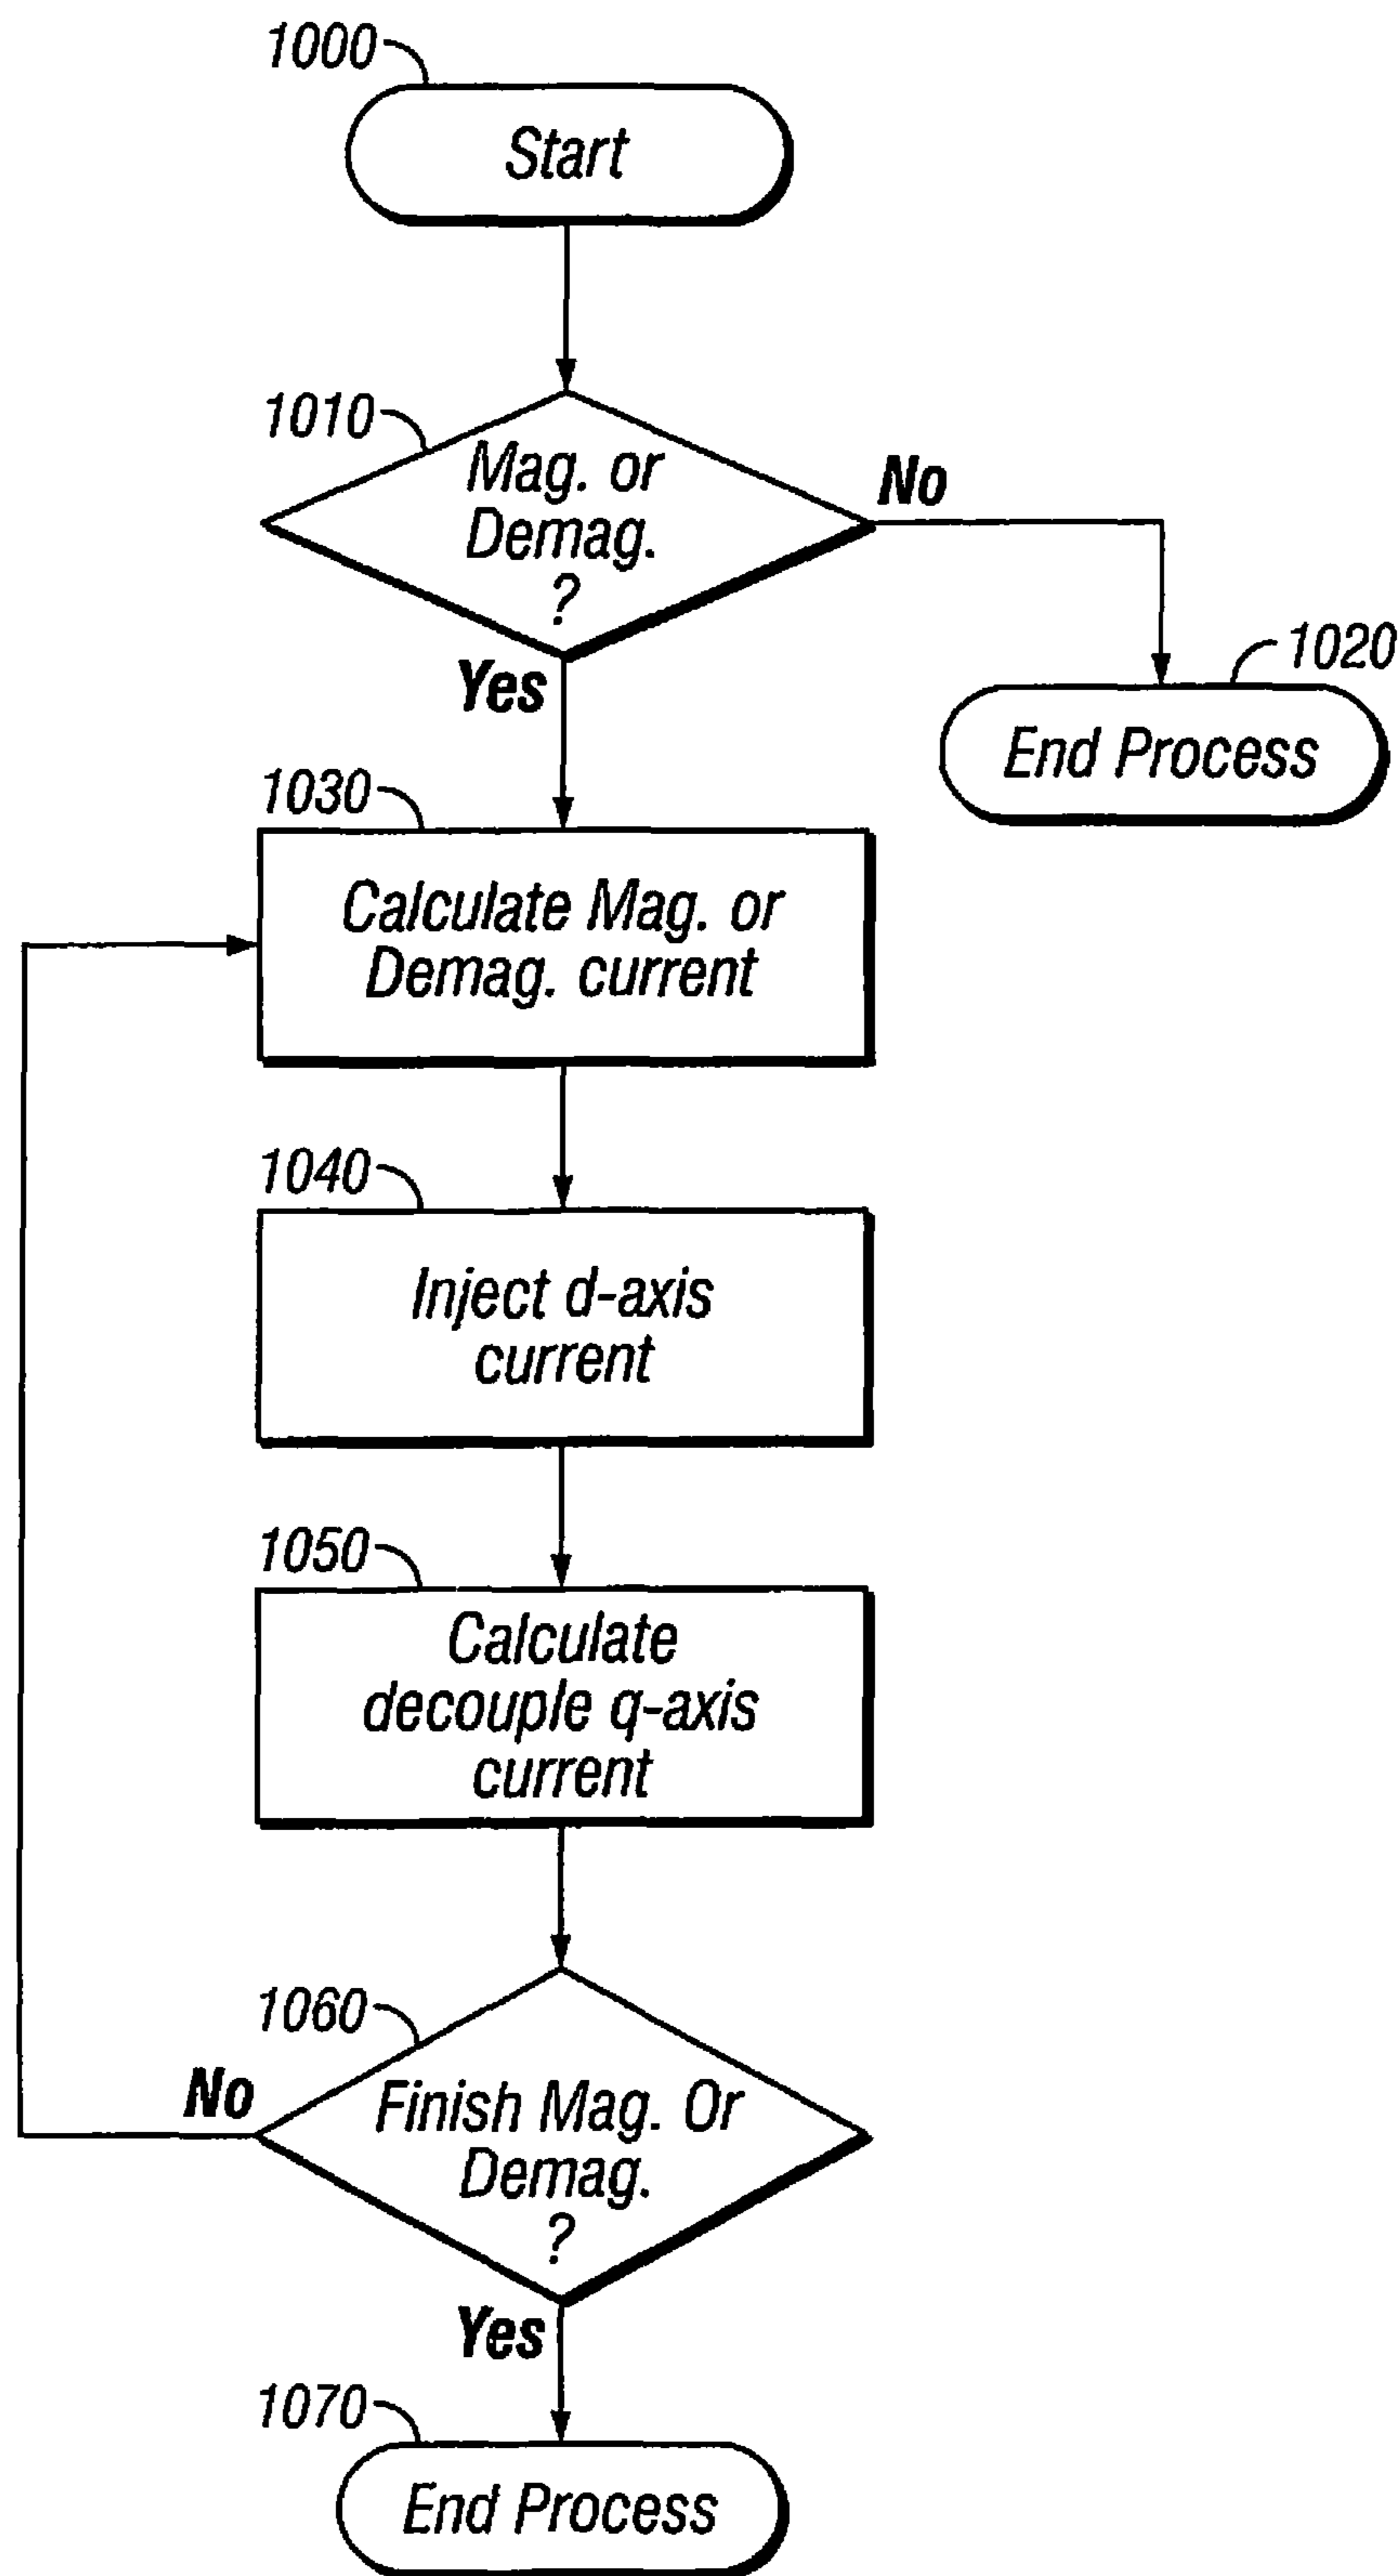 1000
Start
1010
Mag. or
Demag.
?
No
Yes
1020
End Process
1030
Calculate Mag. or
Demag. current
1040
Inject d-axis
current
1050
Calculate
decouple q-axis
current
1060
No
Finish Mag. Or
Demag.
?
Yes
1070
End Process